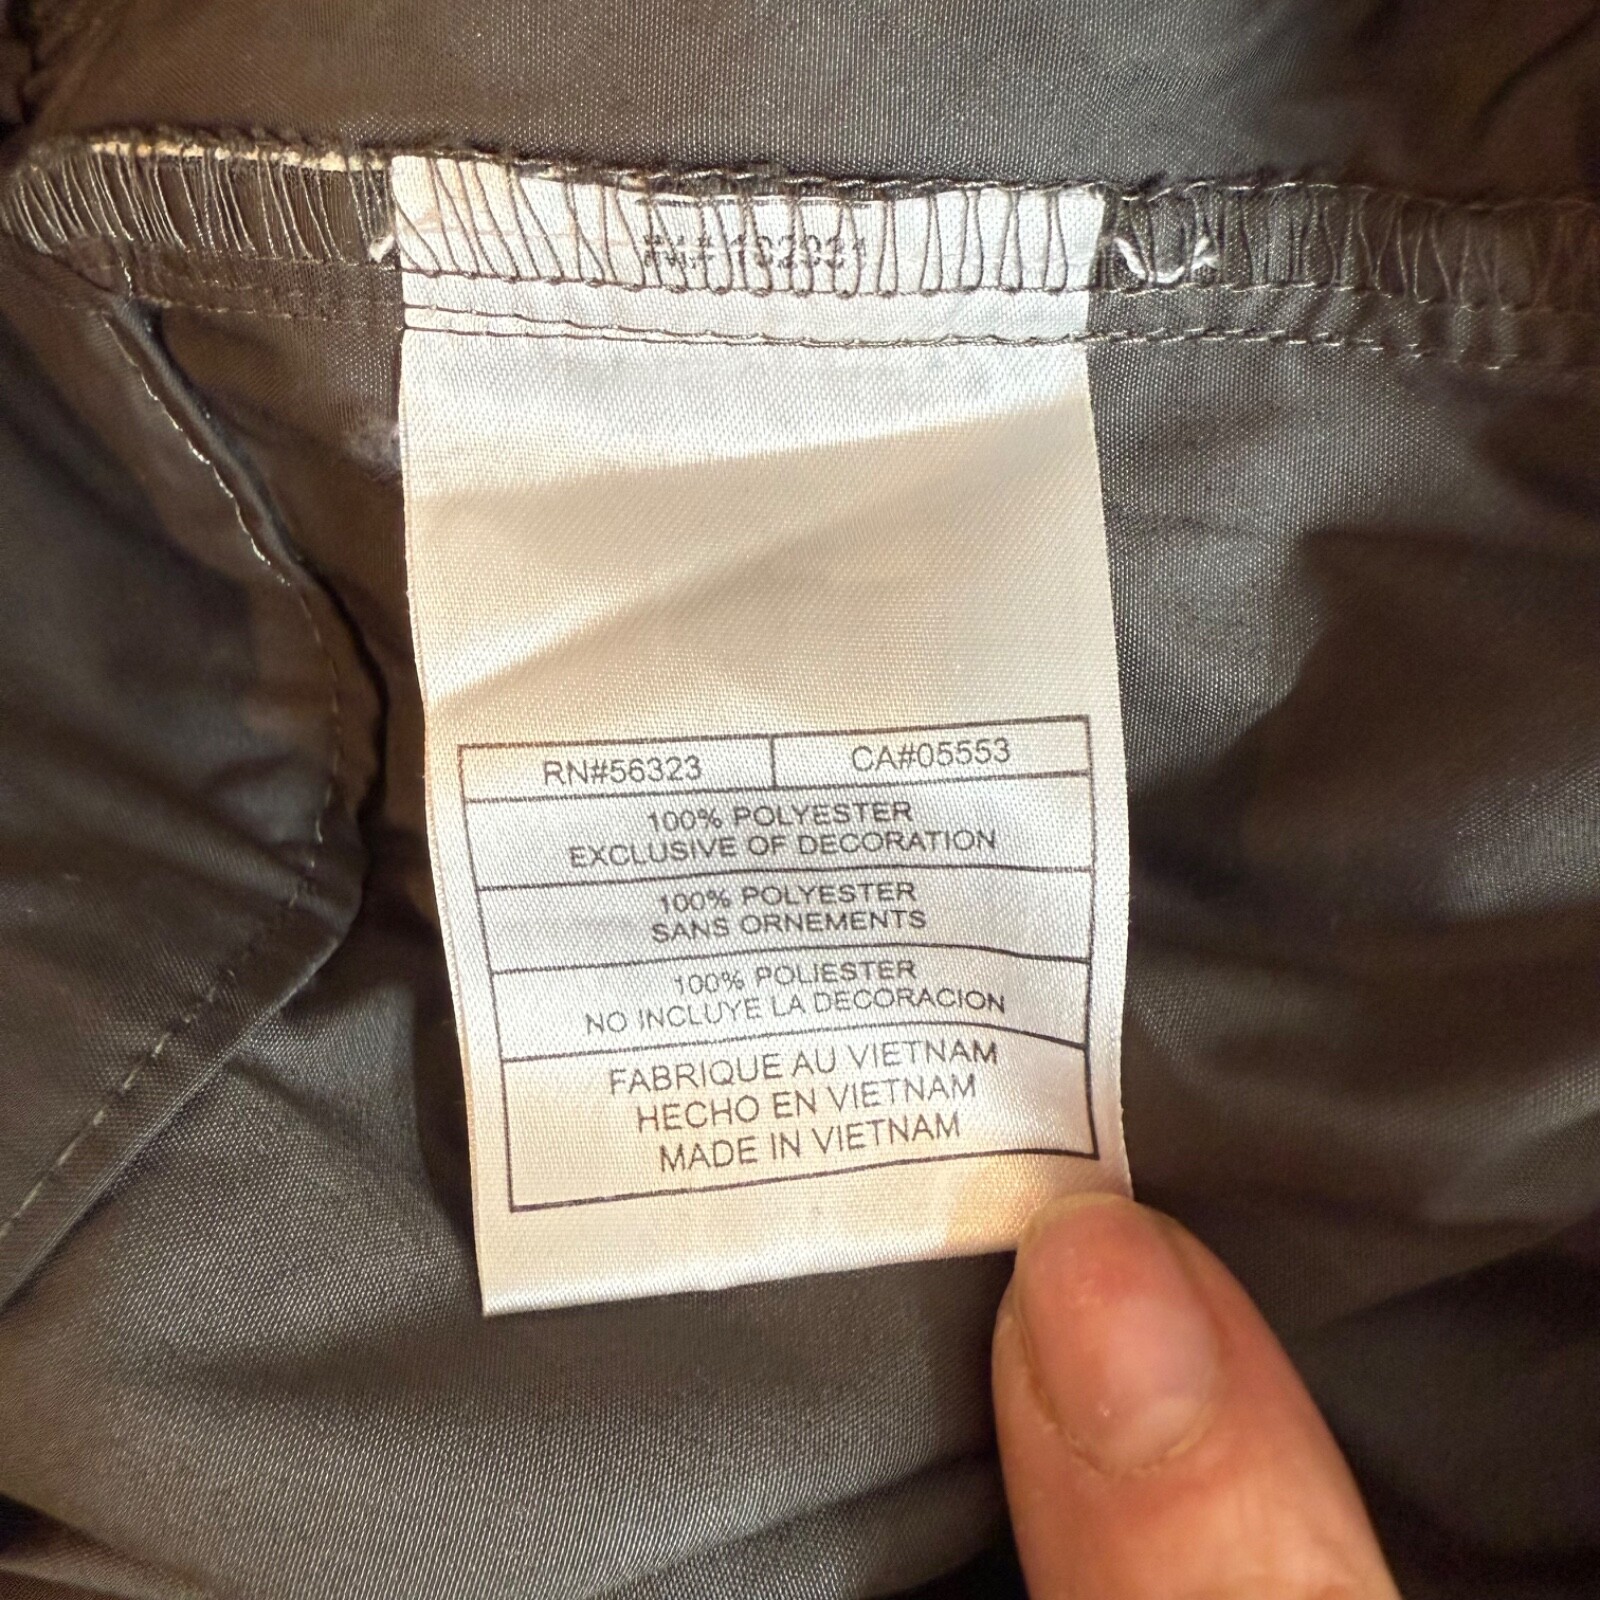 RN#56323
CA#05553
100% POLYESTER
EXCLUSIVE OF DECORATION
100% POLYESTER
SANS ORNEMENTS
100% POLIESTER
NO INCLUYE LA DECORACION
FABRIQUE AU VIETNAM
HECHO EN VIETNAM
MADE IN VIETNAM